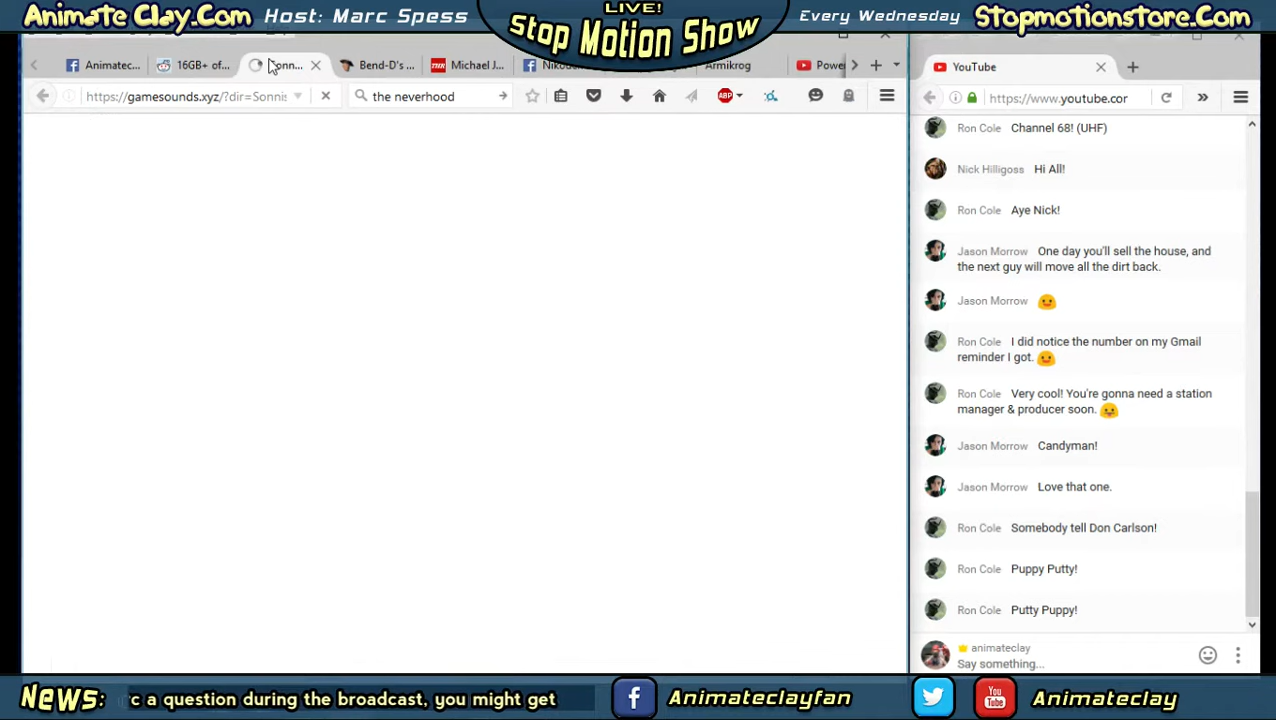 Animate Clay.Com
Host: Marc Spess
LIVE!
Stop Motion Show
Every Wednesday
Stopmotionstore.Com
Animatec...
16GB+ of...
Bend-D's ...
Michael J...
Armikrog
YouTube
the neverhood
ABP
https://www.youtube.cor
Ron Cole Channel 68! (UHF)
Nick Hilligoss Hi All!
Ron Cole Aye Nick!
Jason Morrow One day you'll sell the house, and
the next guy will move all the dirt back.
Jason Morrow
Ron Cole I did notice the number on my Gmail
reminder I got.
Ron Cole Very cool! You're gonna need a station
manager & producer soon.
Jason Morrow Candyman!
Jason Morrow Love that one.
Ron Cole Somebody tell Don Carlson!
Ron Cole Puppy Putty!
Ron Cole Putty Puppy!
animateclay
Say something...
News:
a question during the broadcast, you might get
Animateclayfan
You Tube
Animateclay